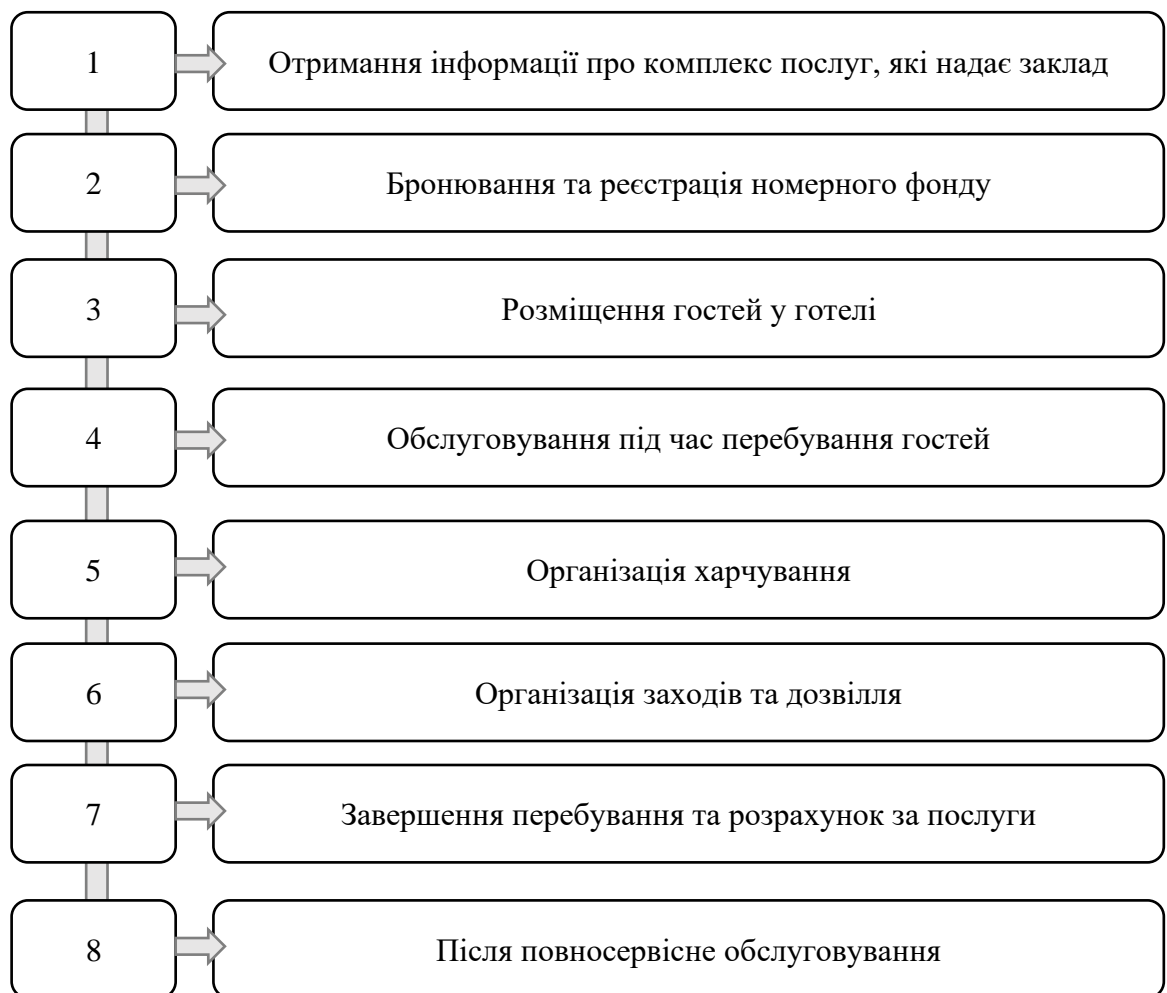 1
Отримання інформації про комплекс послуг, які надає заклад
2
Бронювання та реєстрація номерного фонду
3
Розміщення гостей у готелі
4
Обслуговування під час перебування гостей
5
Організація харчування
6
Організація заходів та дозвілля
7
Завершення перебування та розрахунок за послуги
8
Після повносервісне обслуговування